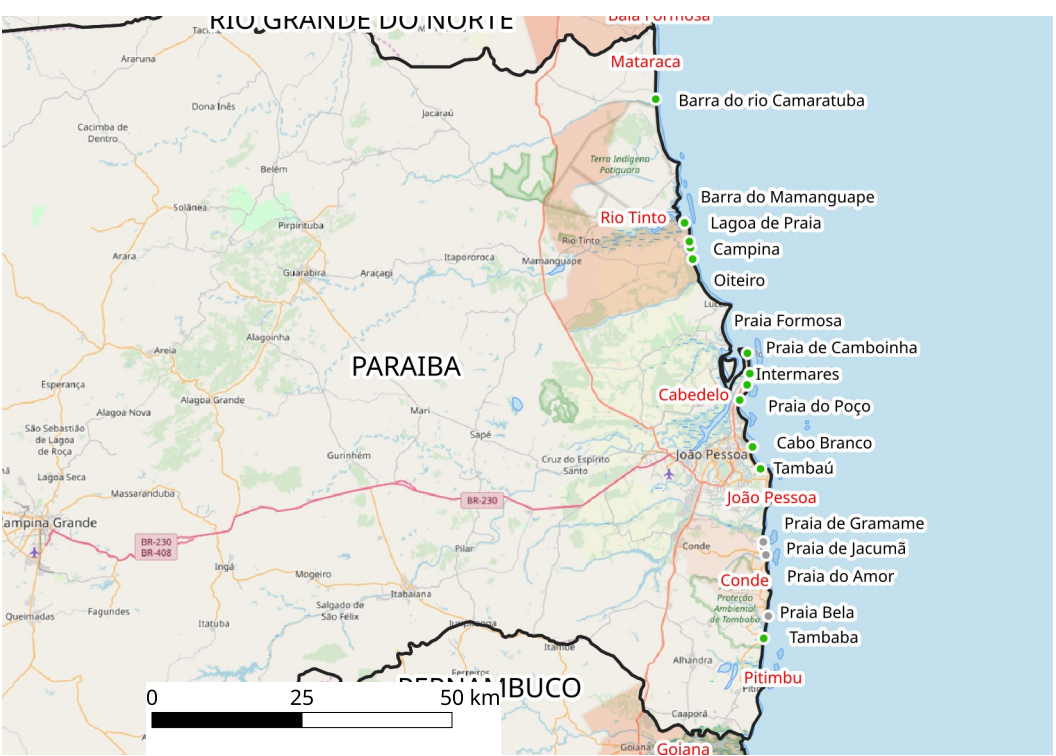 RIO GRANDE DO NORTE
Baía Formosa
Mataraca
Araruna
Barra do rio Camaratuba
Dona Inês
Jacaraú
Cacimba de
Dentro
Terra Indígena
Potiguara
Belém
Barra do Mamanguape
Solânea
Rio Tinto
Lagoa de Praia
Pirpirituba
Rio Tinto
Campina
Arara
Itapororoca
Mamanguape
Guarabira
Araçagi
Oiteiro
Praia Formosa
Alagoinha
Praia de Camboinha
Areia
PARAIBA
Intermares
Esperança
Cabedelo
Alagoa Grande
Praia do Poço
Alagoa Nova
Mari
São Sebastião
de Lagoa
de Roça
Sapé
Cabo Branco
Gurinhém
João Pessoa
Cruz do Espírito
Santo
Tambaú
Lagoa Seca
Massaranduba
BR-230
João Pessoa
ampina Grande
Praia de Gramame
BR-230
BR-408
Pilar
Conde
Praia de Jacumã
Ingá
Mogeiro
Conde
Praia do Amor
Itabaiana
Proteção
Ambiental
de Tambaba
Queimadas
Fagundes
Salgado de
São Félix
Praia Bela
Itatuba
Tambaba
Itambé
Alhandra
Ferreiros
Pitimbu
PERNAMBUCO
0 25 50 km
Caaporã
Goiana
Goiana